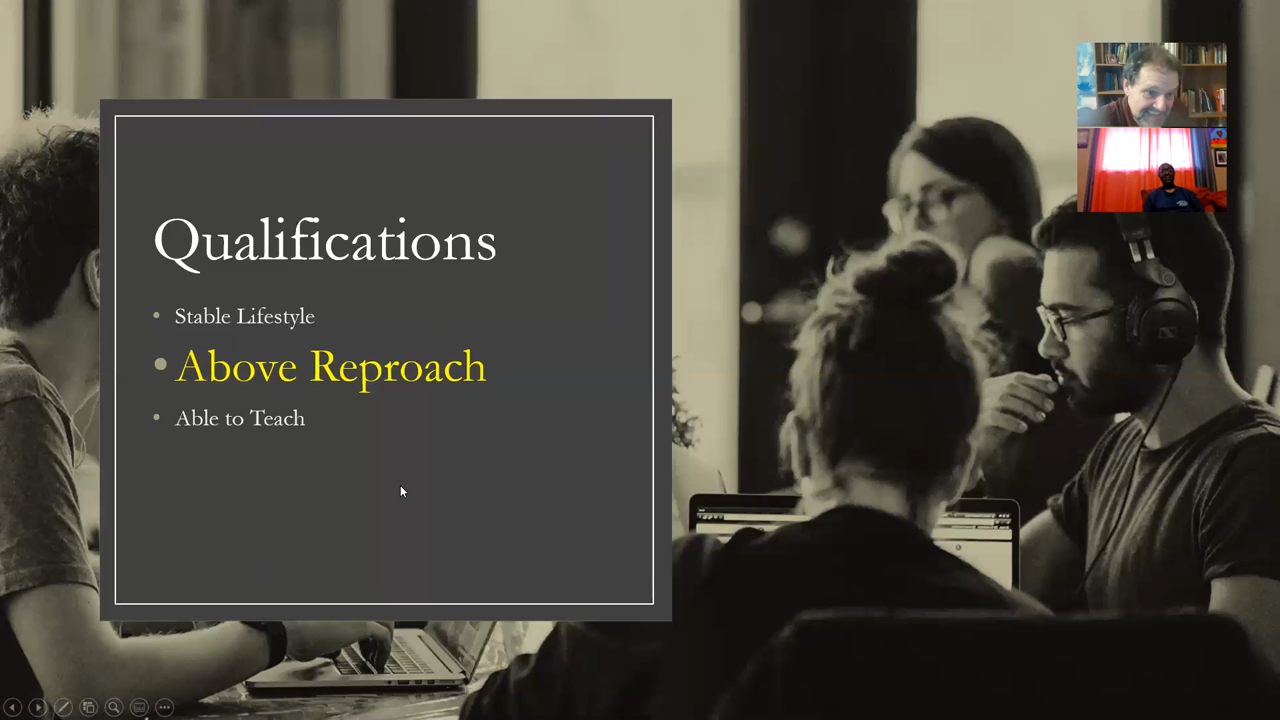 Qualifications
• Stable Lifestyle
• Above Reproach
• Able to Teach